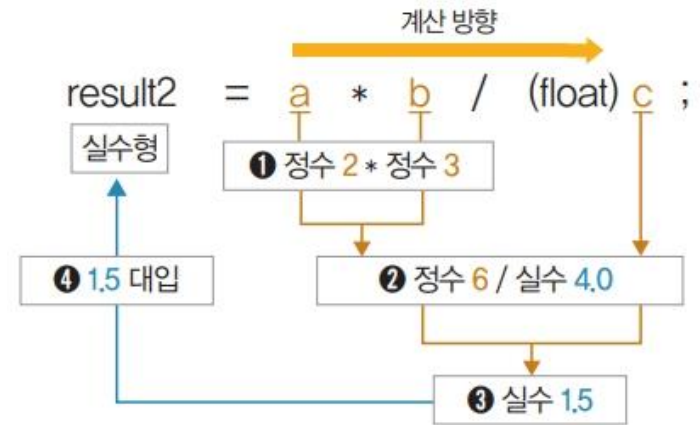 계산 방향
result2 = a * b / (float) c ;
실수형
❶ 정수 2 * 정수 3
❹ 1.5 대입
❷ 정수 6 / 실수 4.0
❸ 실수 1.5